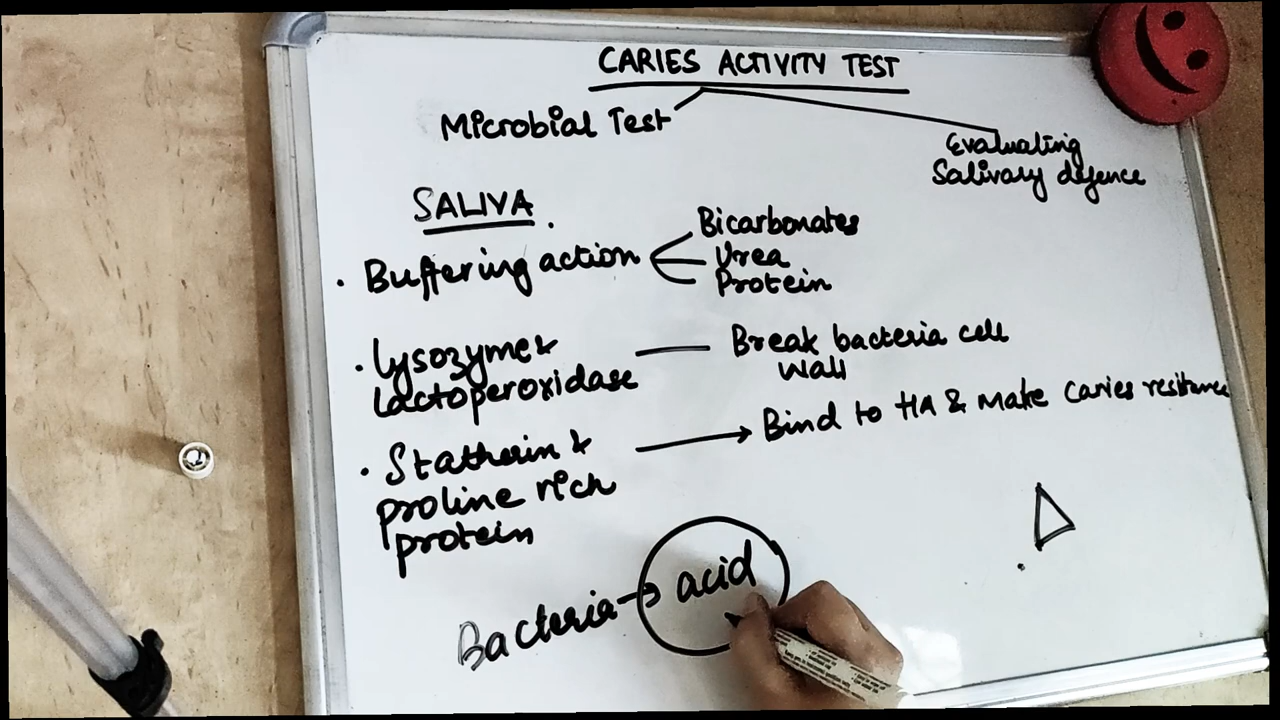 CARIES ACTIVITY TEST
Microbial Test
Evaluating
Salivary defence
SALIVA
• Buffering action
Bicarbonates
Urea
Protein
• Lysozyme &
Lactoperoxidase
Break bacteria cell
Wall
• Statherin &
proline rich
protein
Bind to HA & make caries resistance
Bacteria → acid